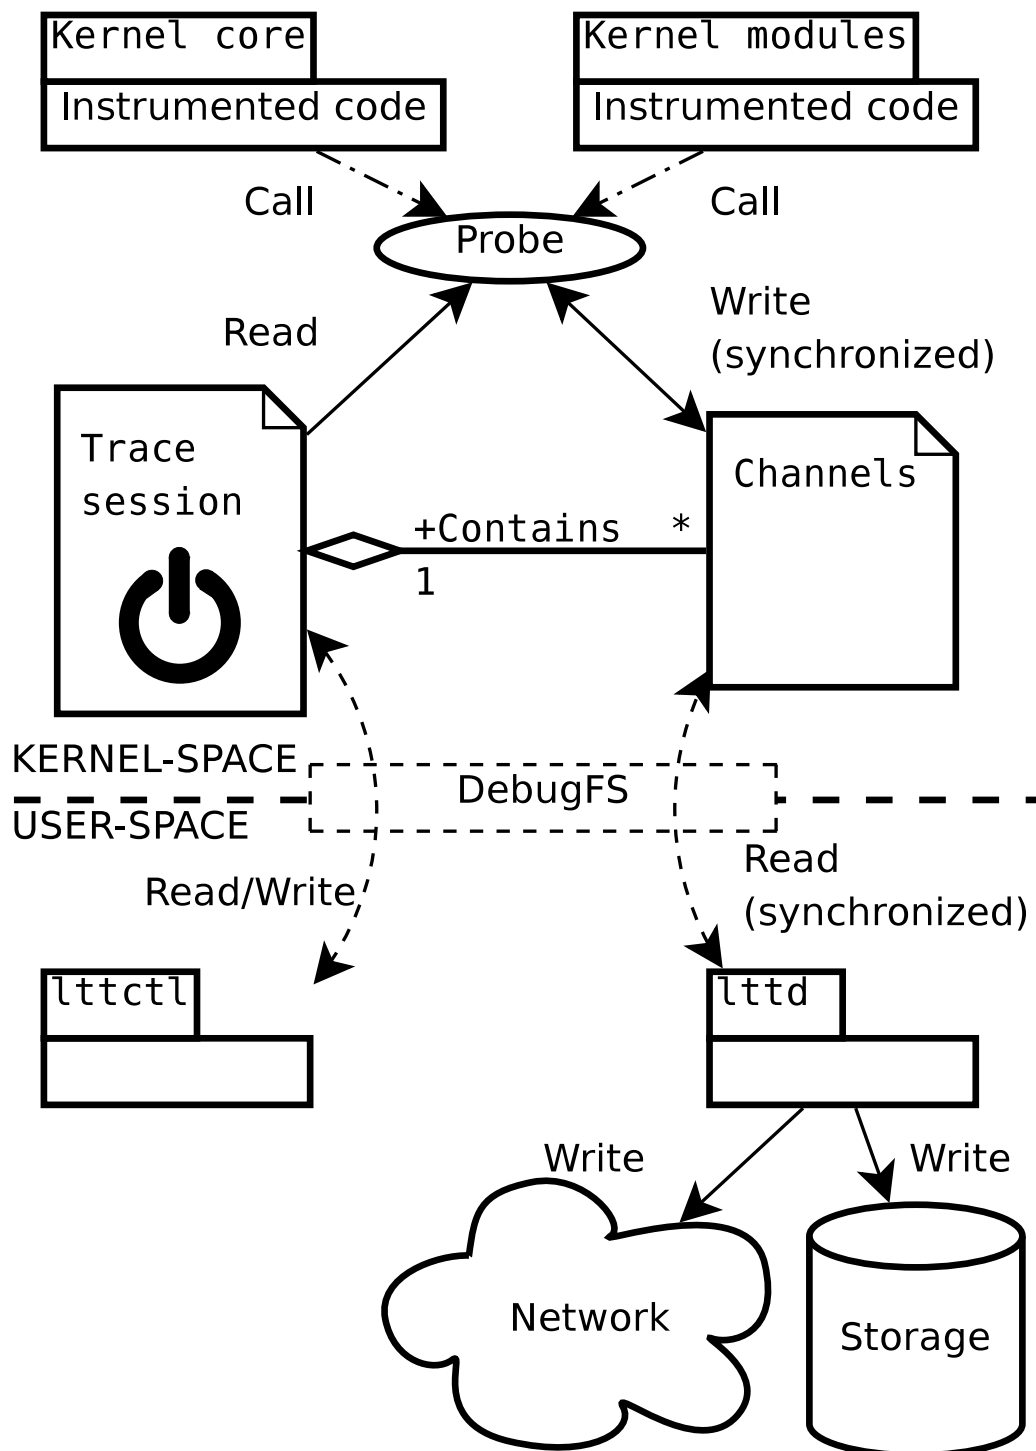 Kernel core
Kernel modules
Instrumented code
Instrumented code
Call
Call
Probe
Write
(synchronized)
Read
Trace
session
Channels
+Contains
*
1
KERNEL-SPACE
DebugFS
USER-SPACE
Read/Write
Read
(synchronized)
lttctl
lttd
Write
Write
Network
Storage